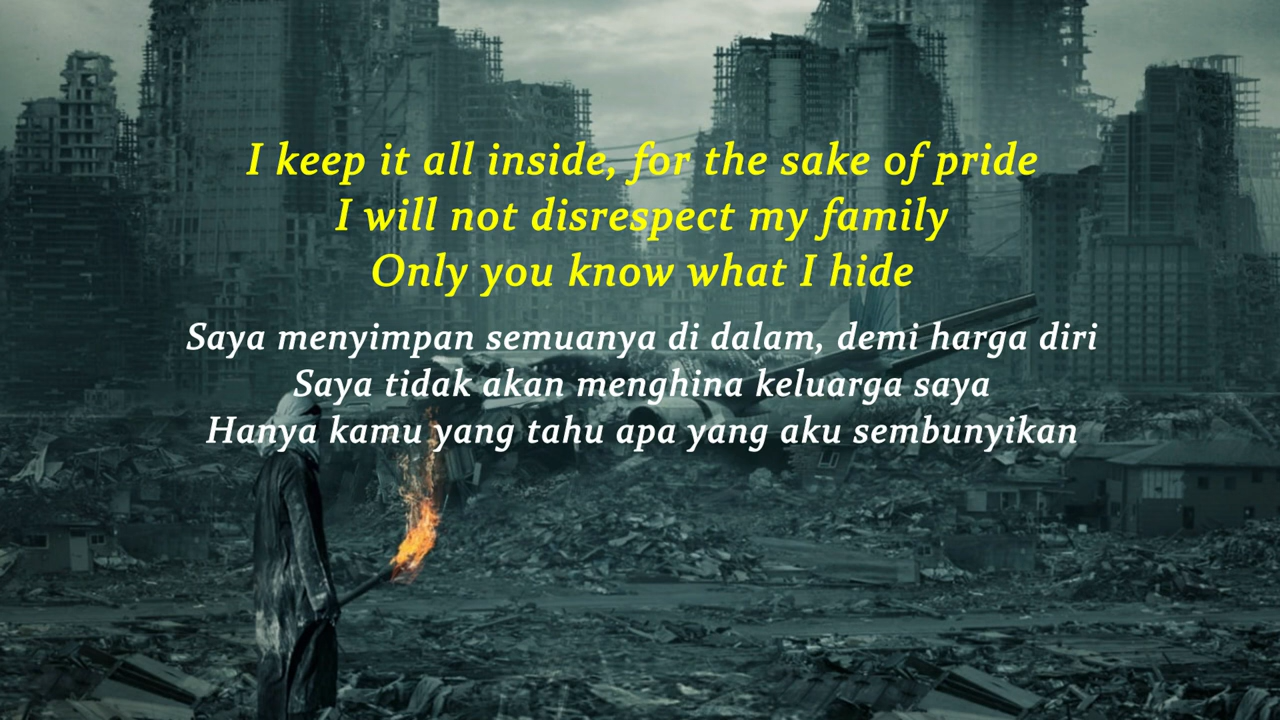 I keep it all inside, for the sake of pride
I will not disrespect my family
Only you know what I hide
Saya menyimpan semuanya di dalam, demi harga diri
Saya tidak akan menghina keluarga saya
Hanya kamu yang tahu apa yang aku sembunyikan